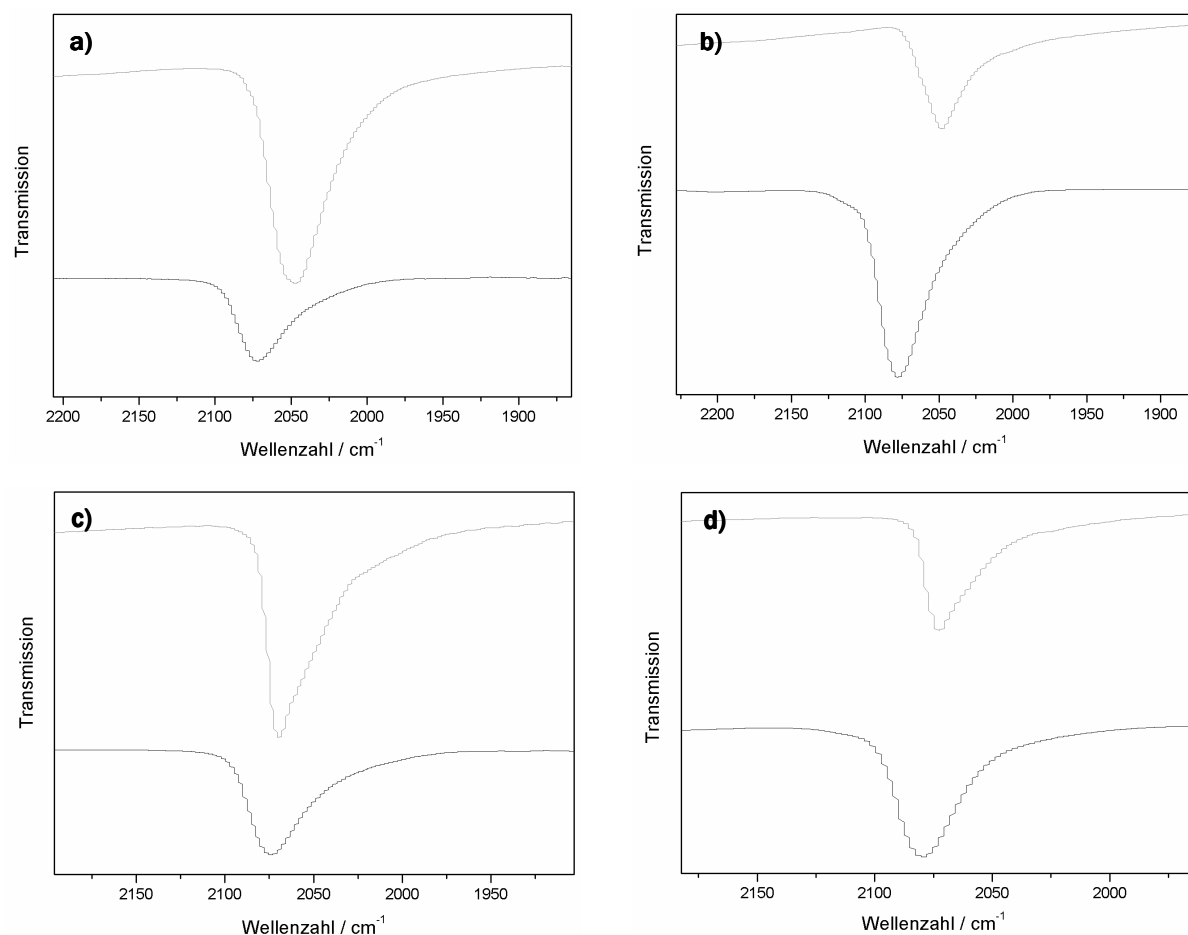 a)
Transmission
2200 2150 2100 2050 2000 1950 1900
Wellenzahl / cm-1
b)
Transmission
2200 2150 2100 2050 2000 1950 1900
Wellenzahl / cm-1
c)
Transmission
2150 2100 2050 2000 1950
Wellenzahl / cm-1
d)
Transmission
2150 2100 2050 2000
Wellenzahl / cm-1